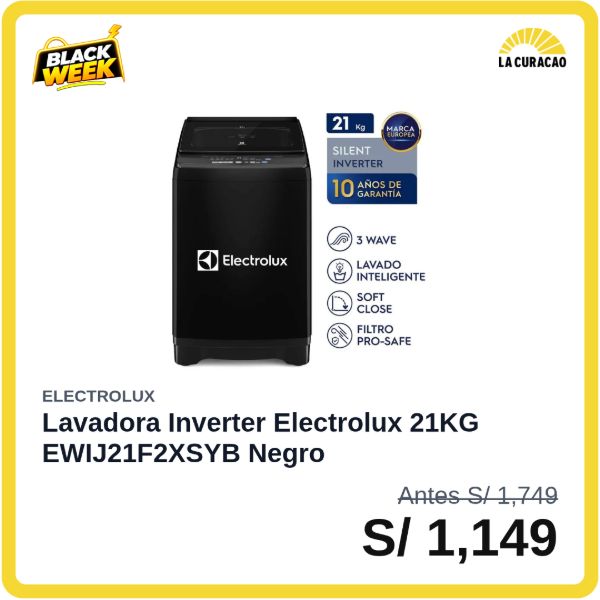 BLACK
WEEK
LA CURACAO
21 Kg
MARCA
EUROPEA
SILENT
INVERTER
10 AÑOS DE
GARANTÍA
Electrolux
3 WAVE
LAVADO
INTELIGENTE
SOFT
CLOSE
FILTRO
PRO-SAFE
ELECTROLUX
Lavadora Inverter Electrolux 21KG
EWIJ21F2XSYB Negro
Antes S/ 1,749
S/ 1,149